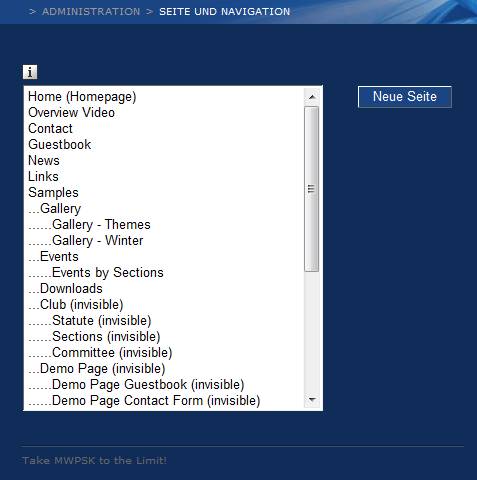 > ADMINISTRATION > SEITE UND NAVIGATION
i
Home (Homepage)
Neue Seite
Overview Video
Contact
Guestbook
News
Links
Samples
...Gallery
......Gallery - Themes
......Gallery - Winter
...Events
......Events by Sections
...Downloads
...Club (invisible)
......Statute (invisible)
......Sections (invisible)
......Committee (invisible)
...Demo Page (invisible)
......Demo Page Guestbook (invisible)
......Demo Page Contact Form (invisible)
Take MWPSK to the Limit!